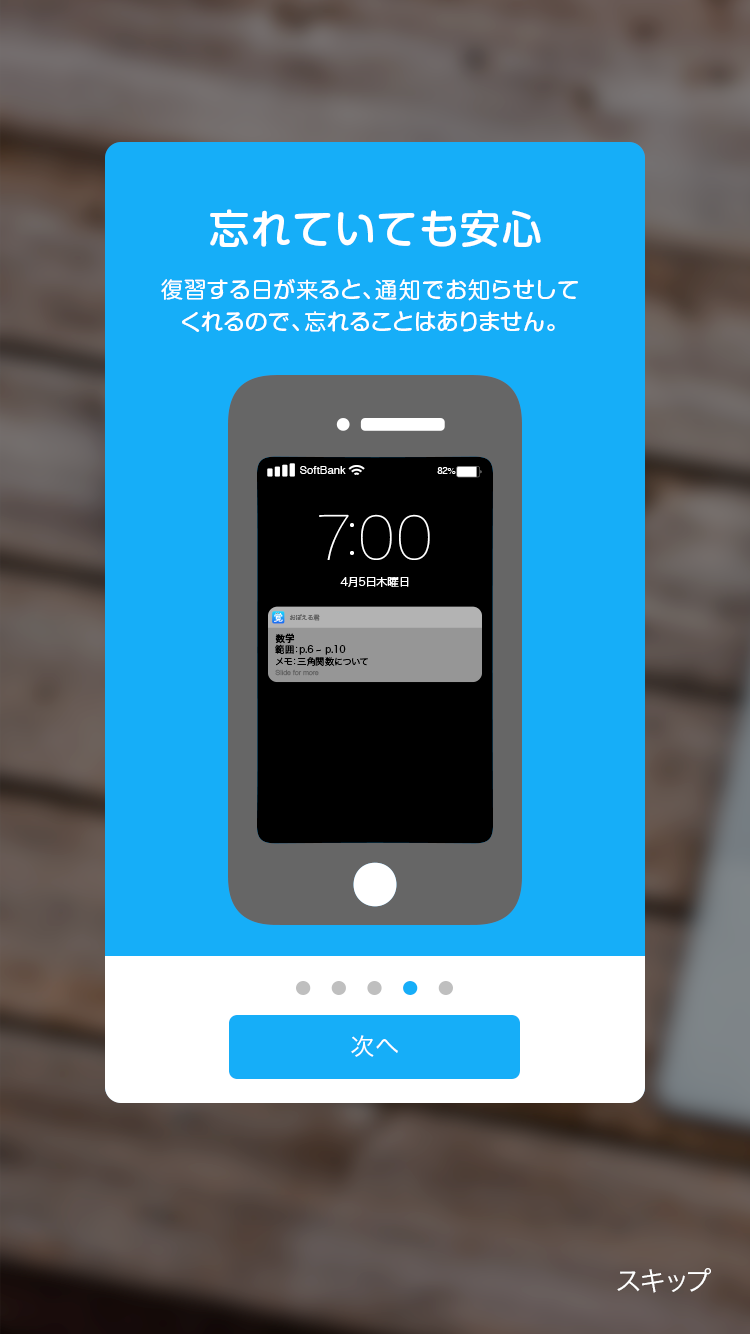 忘れていても安心
復習する日が来ると、通知でお知らせして
くれるので、忘れることはありません。
SoftBank 82%
7:00
4月5日木曜日
覚 おぼえる君
数学
範囲：p.6 – p.10
メモ：三角関数について
Slide for more
次へ
スキップ